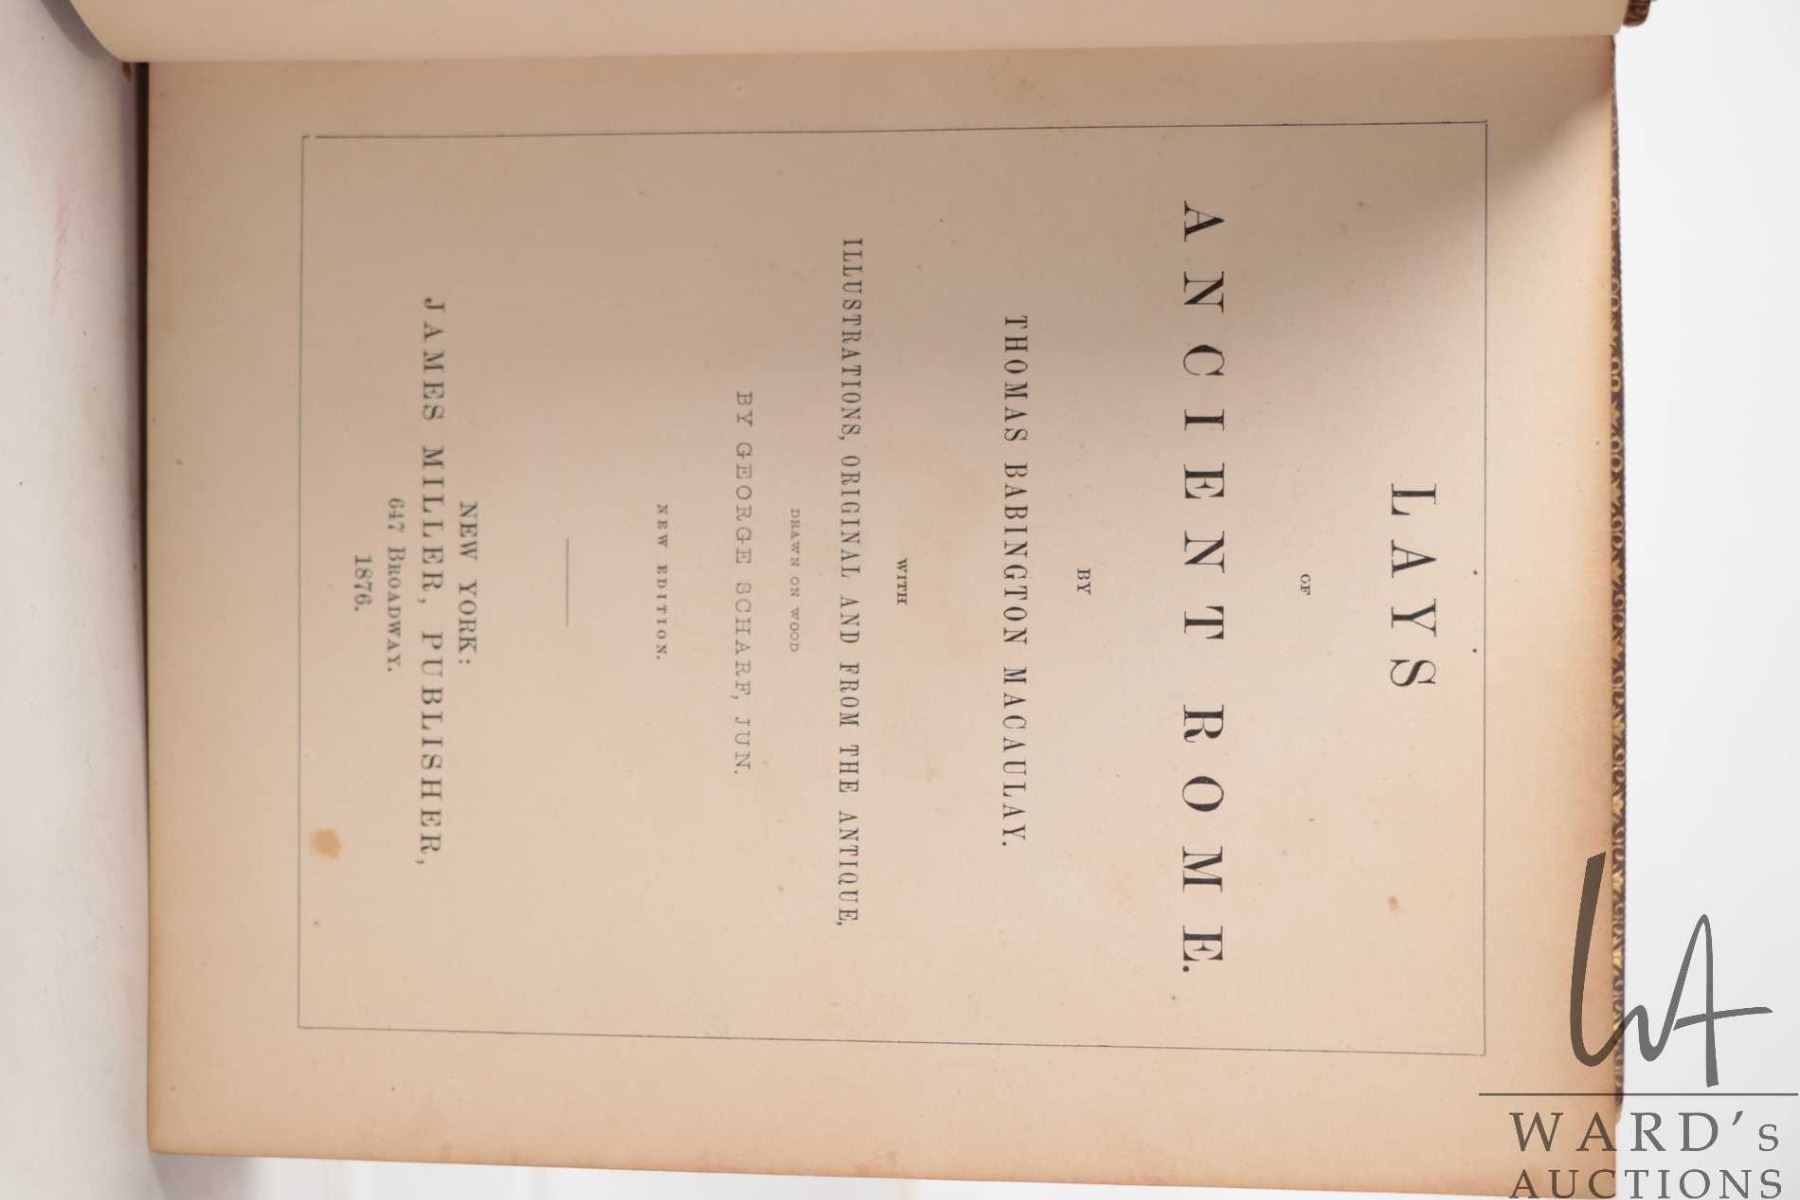 LAYS
OF
ANCIENT ROME.
BY
THOMAS BABINGTON MACAULAY.
WITH
ILLUSTRATIONS, ORIGINAL AND FROM THE ANTIQUE,
DRAWN ON WOOD
BY GEORGE SCHARF, JUN.
NEW EDITION.
NEW YORK:
JAMES MILLER, PUBLISHER,
647 BROADWAY.
1876.
WA
WARD's
AUCTIONS